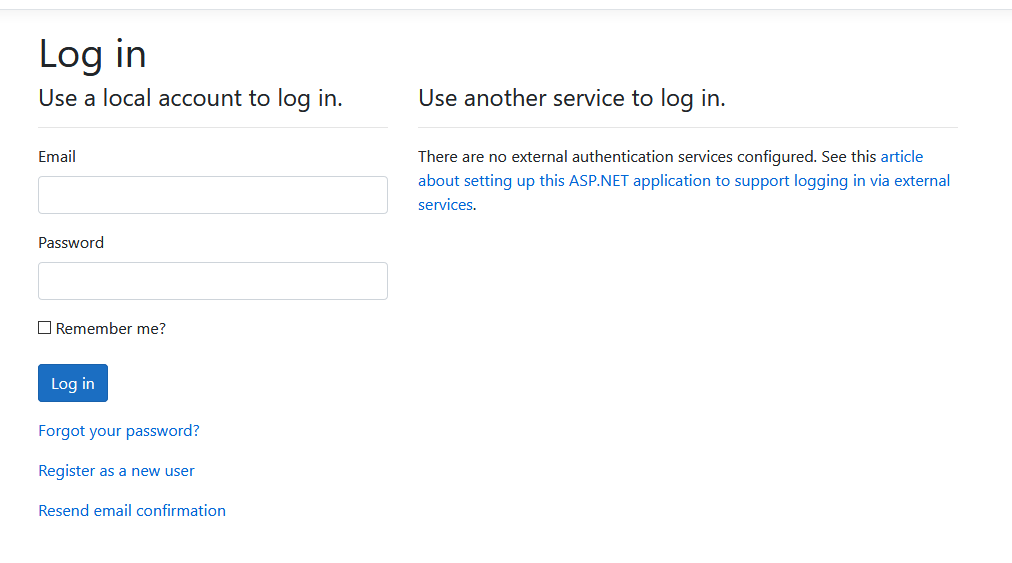 Log in
Use a local account to log in.
Email
Password
Remember me?
Log in
Forgot your password?
Register as a new user
Resend email confirmation
Use another service to log in.
There are no external authentication services configured. See this article
about setting up this ASP.NET application to support logging in via external
services.